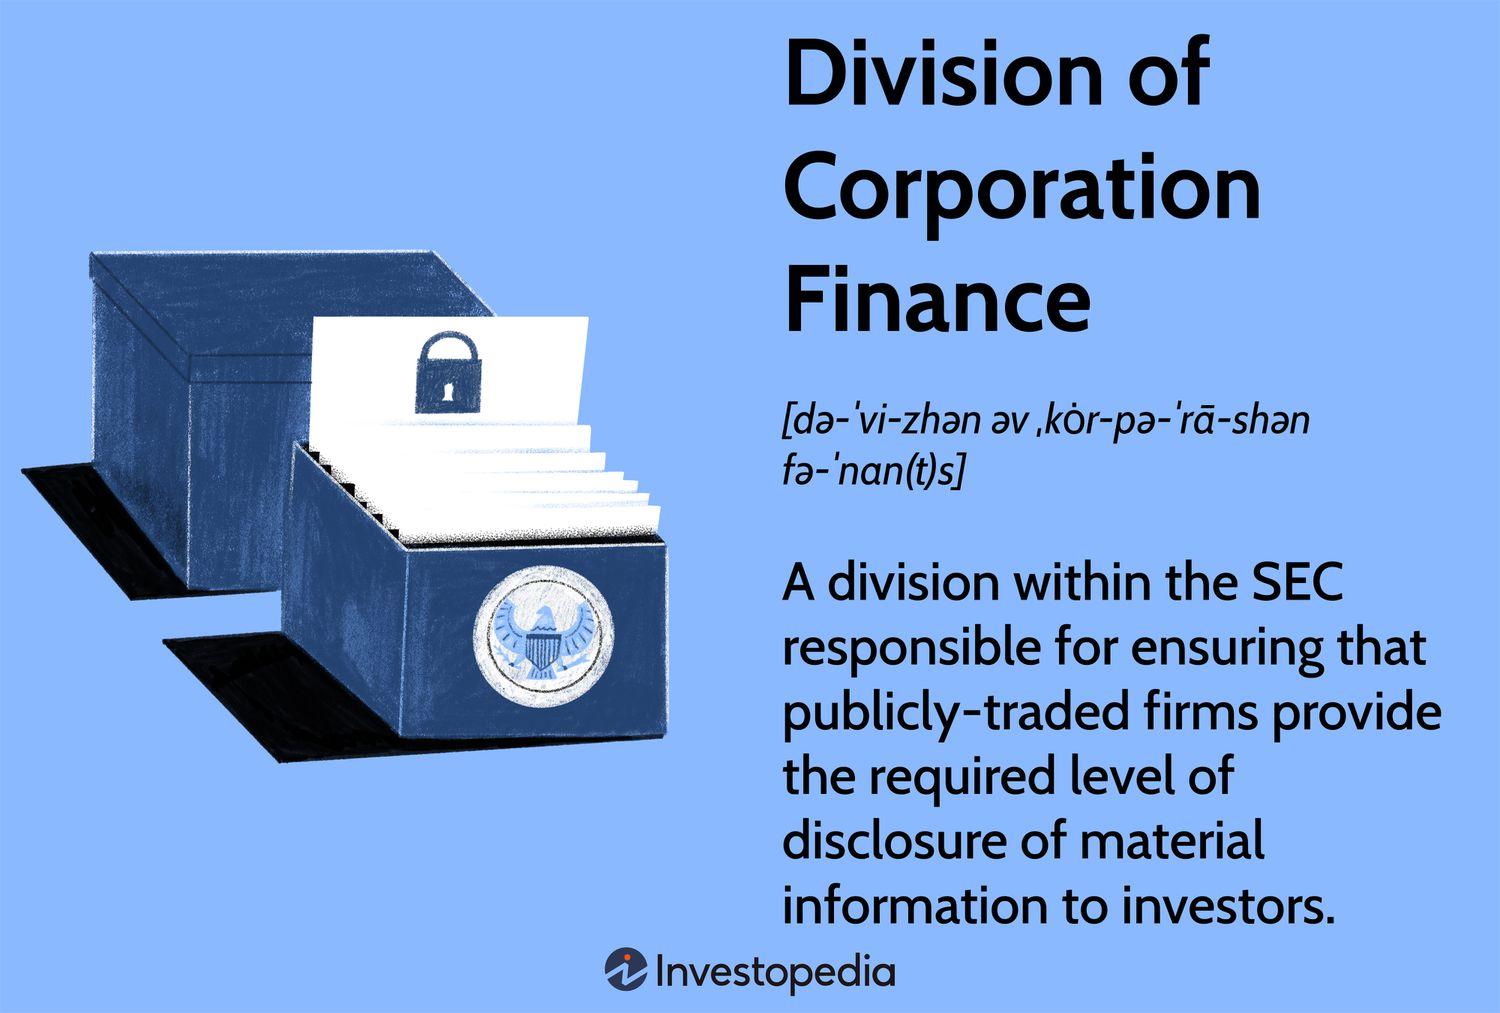 Division of
Corporation
Finance
[də-ˈvi-zhən əv ˌkȯr-pə-ˈrā-shən
fə-ˈnan(t)s]
A division within the SEC
responsible for ensuring that
publicly-traded firms provide
the required level of
disclosure of material
information to investors.
Investopedia